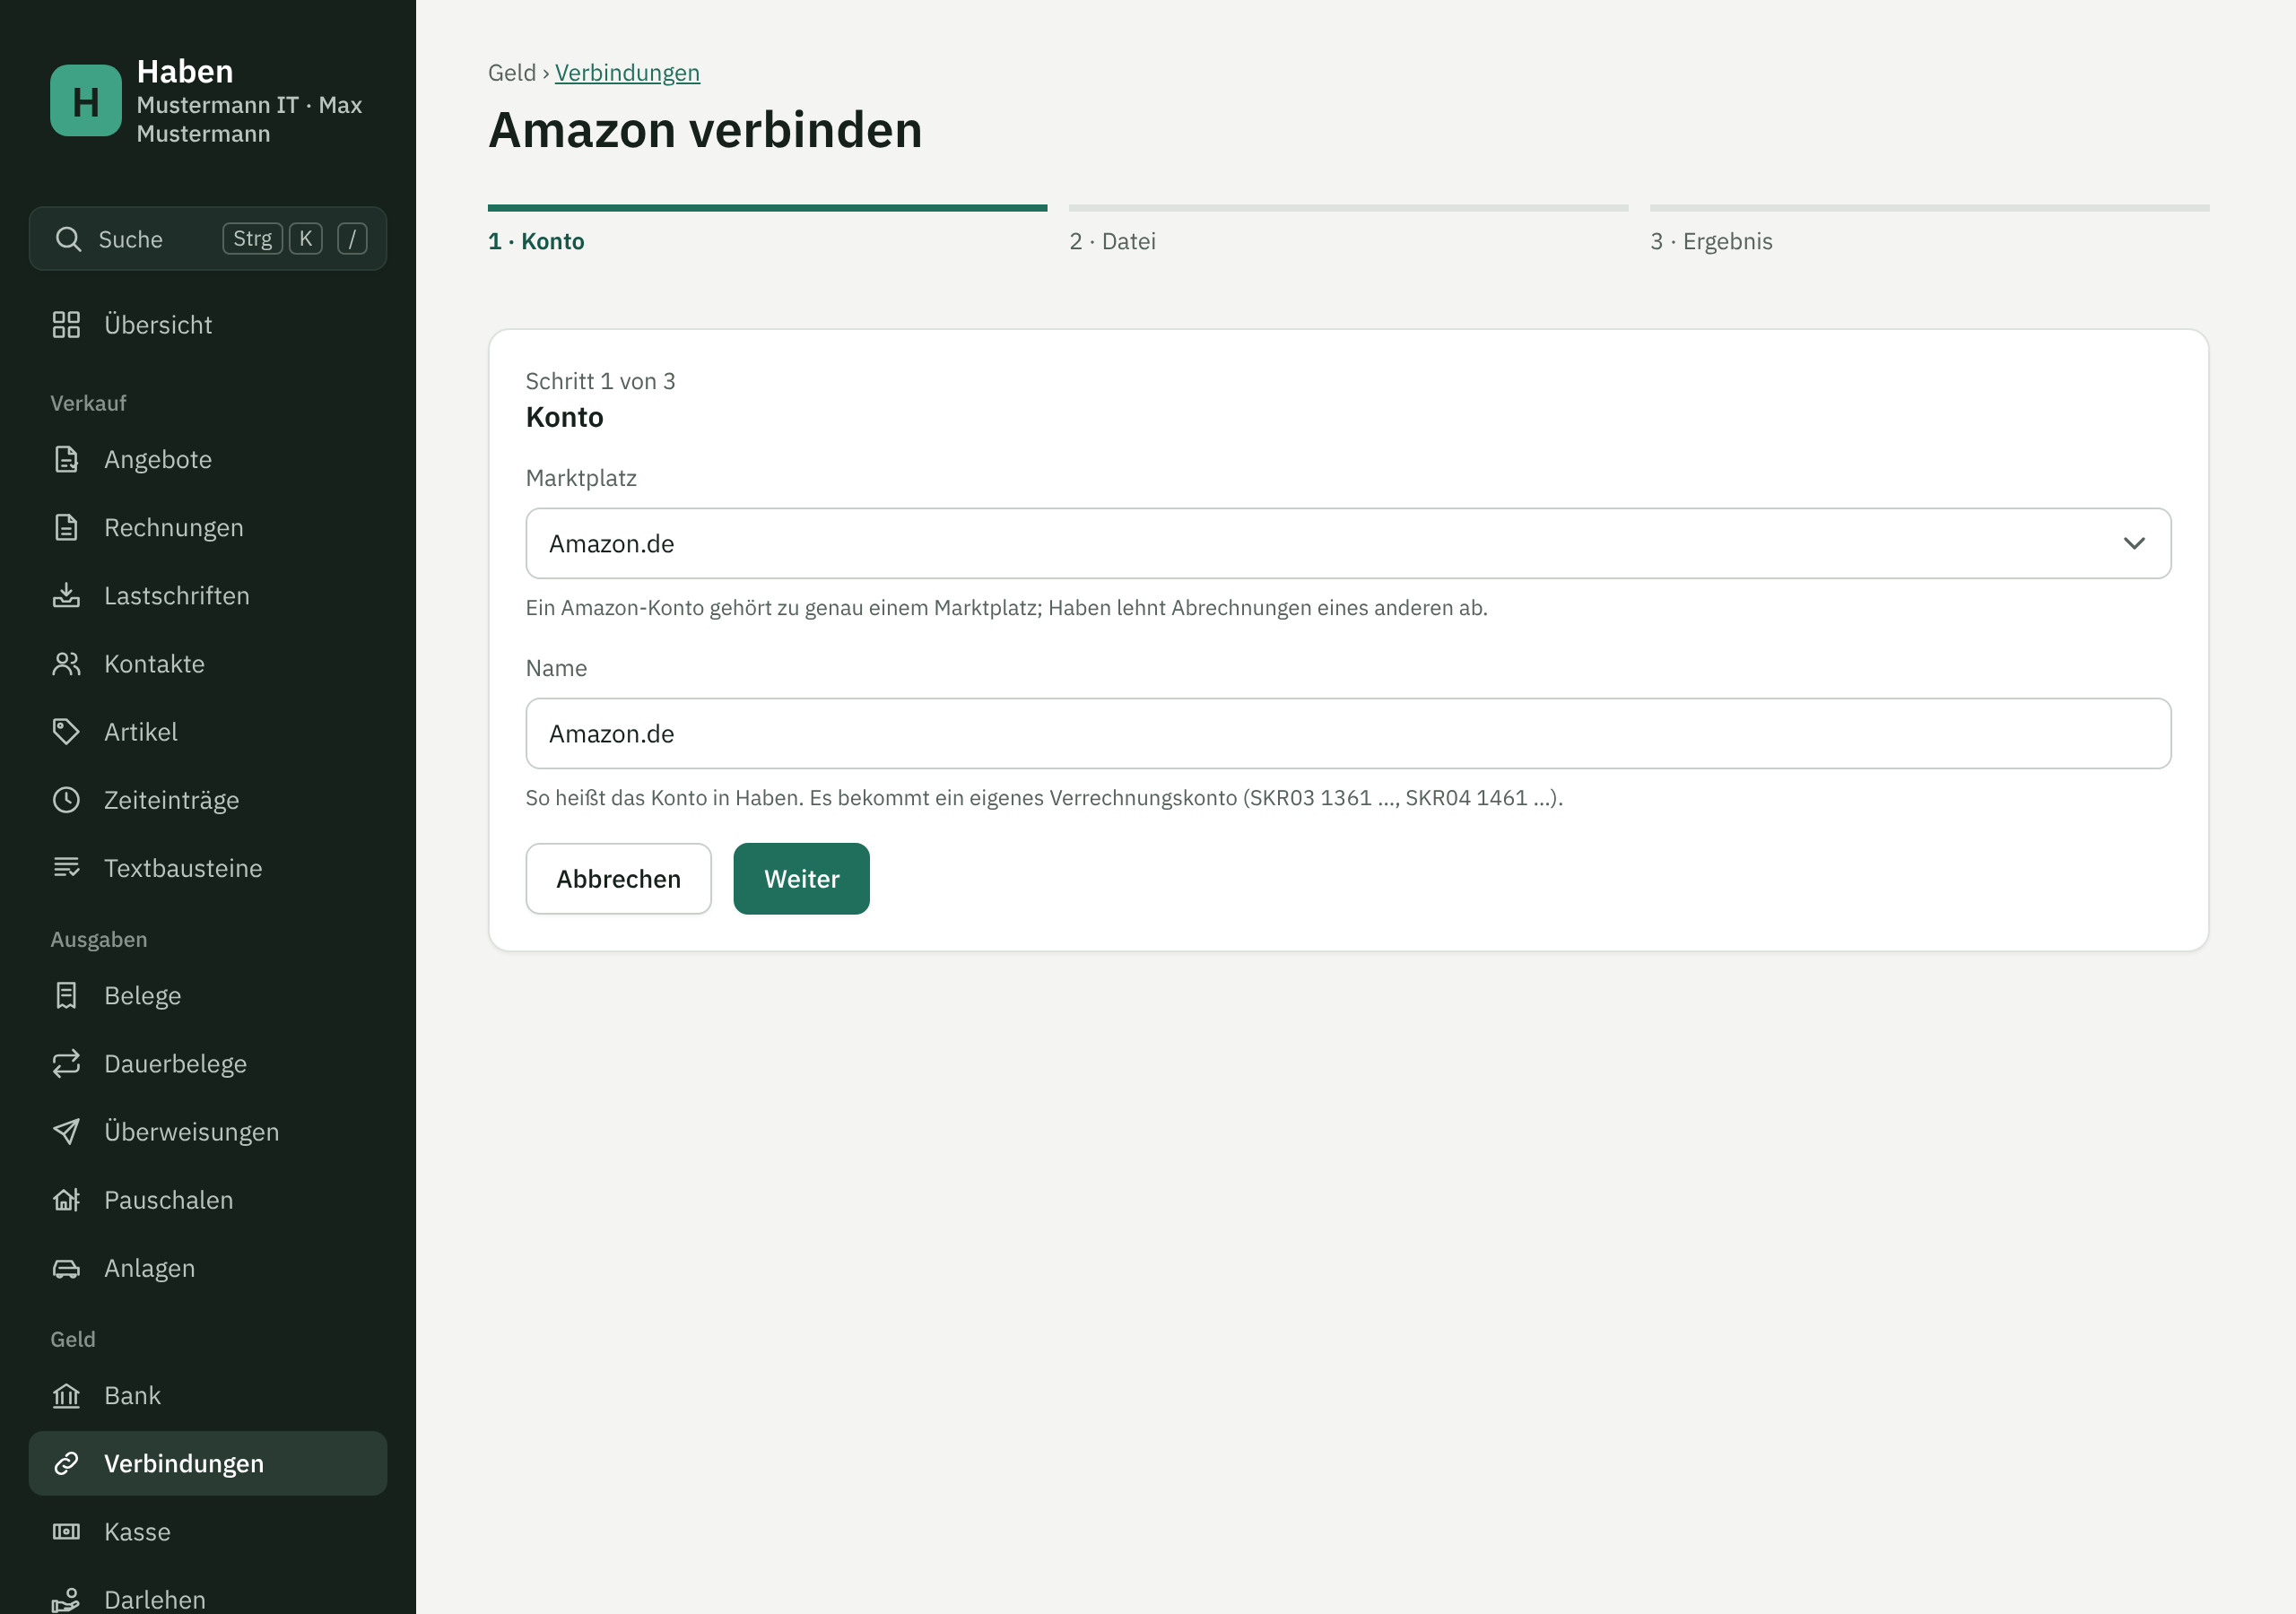 Haben
Mustermann IT · Max
Mustermann
Suche Strg K /
Übersicht
Verkauf
Angebote
Rechnungen
Lastschriften
Kontakte
Artikel
Zeiteinträge
Textbausteine
Ausgaben
Belege
Dauerbelege
Überweisungen
Pauschalen
Anlagen
Geld
Bank
Verbindungen
Kasse
Darlehen
Geld › Verbindungen
Amazon verbinden
1 · Konto
2 · Datei
3 · Ergebnis
Schritt 1 von 3
Konto
Marktplatz
Amazon.de
Ein Amazon-Konto gehört zu genau einem Marktplatz; Haben lehnt Abrechnungen eines anderen ab.
Name
Amazon.de
So heißt das Konto in Haben. Es bekommt ein eigenes Verrechnungskonto (SKR03 1361 …, SKR04 1461 …).
Abbrechen
Weiter